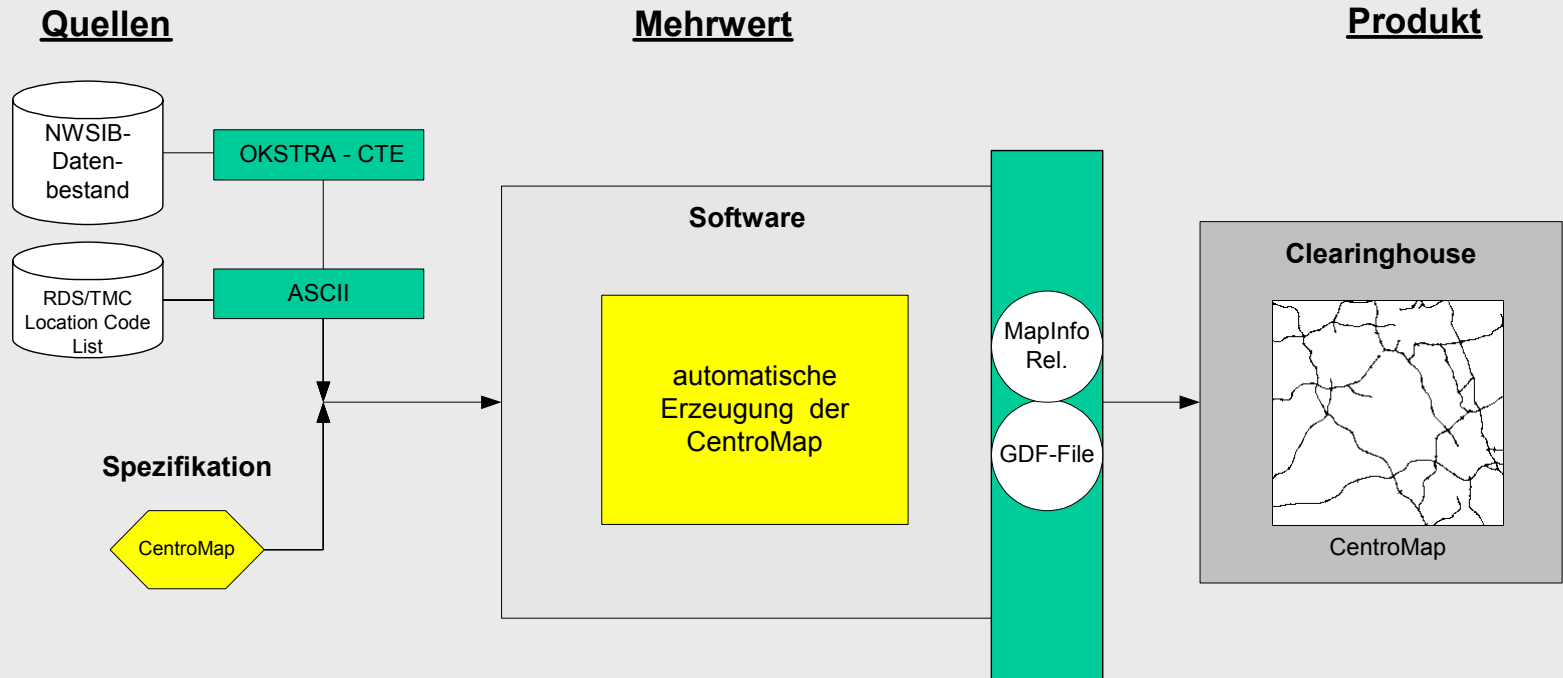 Quellen
Mehrwert
Produkt
NWSIB-
Daten-
bestand
OKSTRA - CTE
RDS/TMC
Location Code
List
ASCII
Spezifikation
CentroMap
Software
automatische
Erzeugung der
CentroMap
MapInfo
Rel.
GDF-File
Clearinghouse
CentroMap